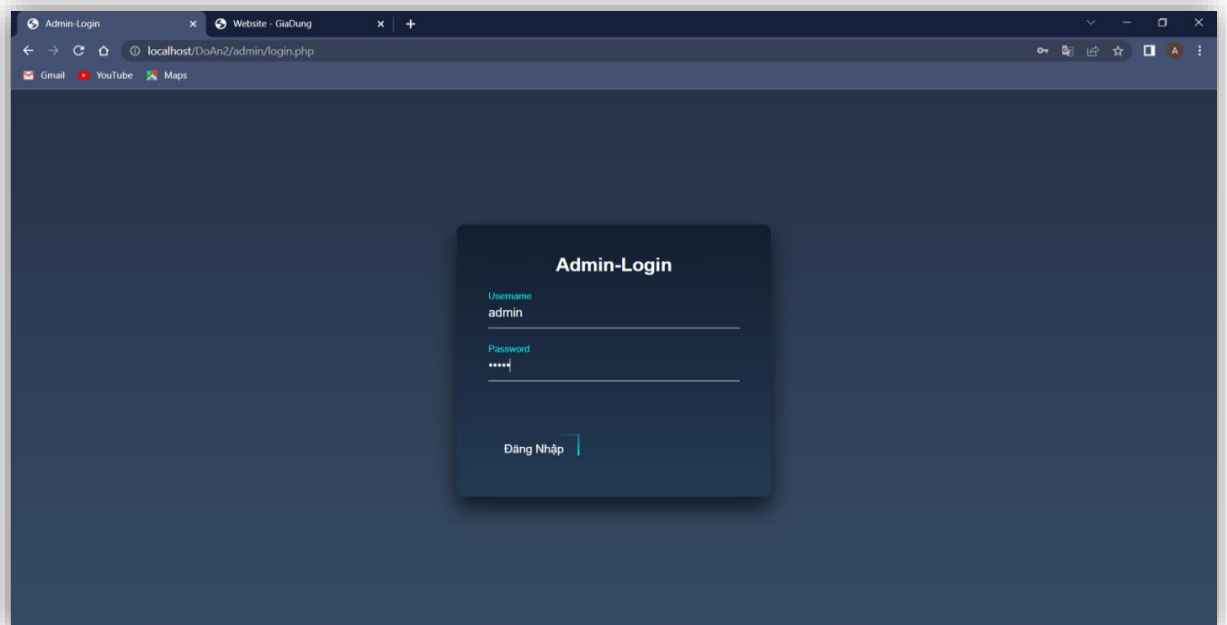 Admin-Login Website - GiaDung
localhost/DoAn2/admin/login.php A
Gmail YouTube Maps
Admin-Login
Username
admin
Password
•••••
Đăng Nhập